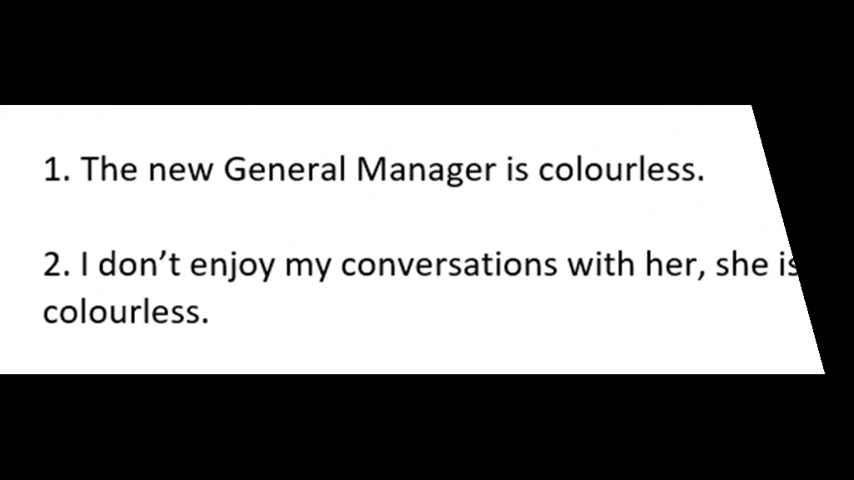 1. The new General Manager is colourless.
2. I don’t enjoy my conversations with her, she is
colourless.